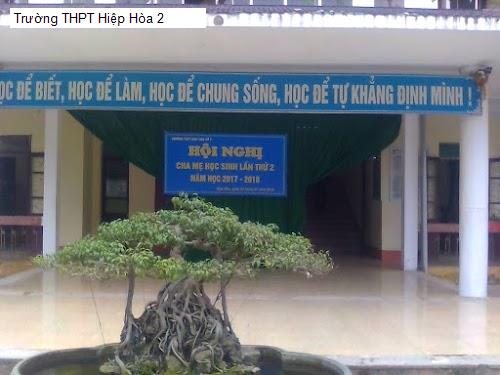 Trường THPT Hiệp Hòa 2
HỌC ĐỂ BIẾT, HỌC ĐỂ LÀM, HỌC ĐỂ CHUNG SỐNG, HỌC ĐỂ TỰ KHẲNG ĐỊNH MÌNH !
HỘI NGHỊ
CHA MẸ HỌC SINH LẦN THỨ 2
NĂM HỌC 2017 - 2018